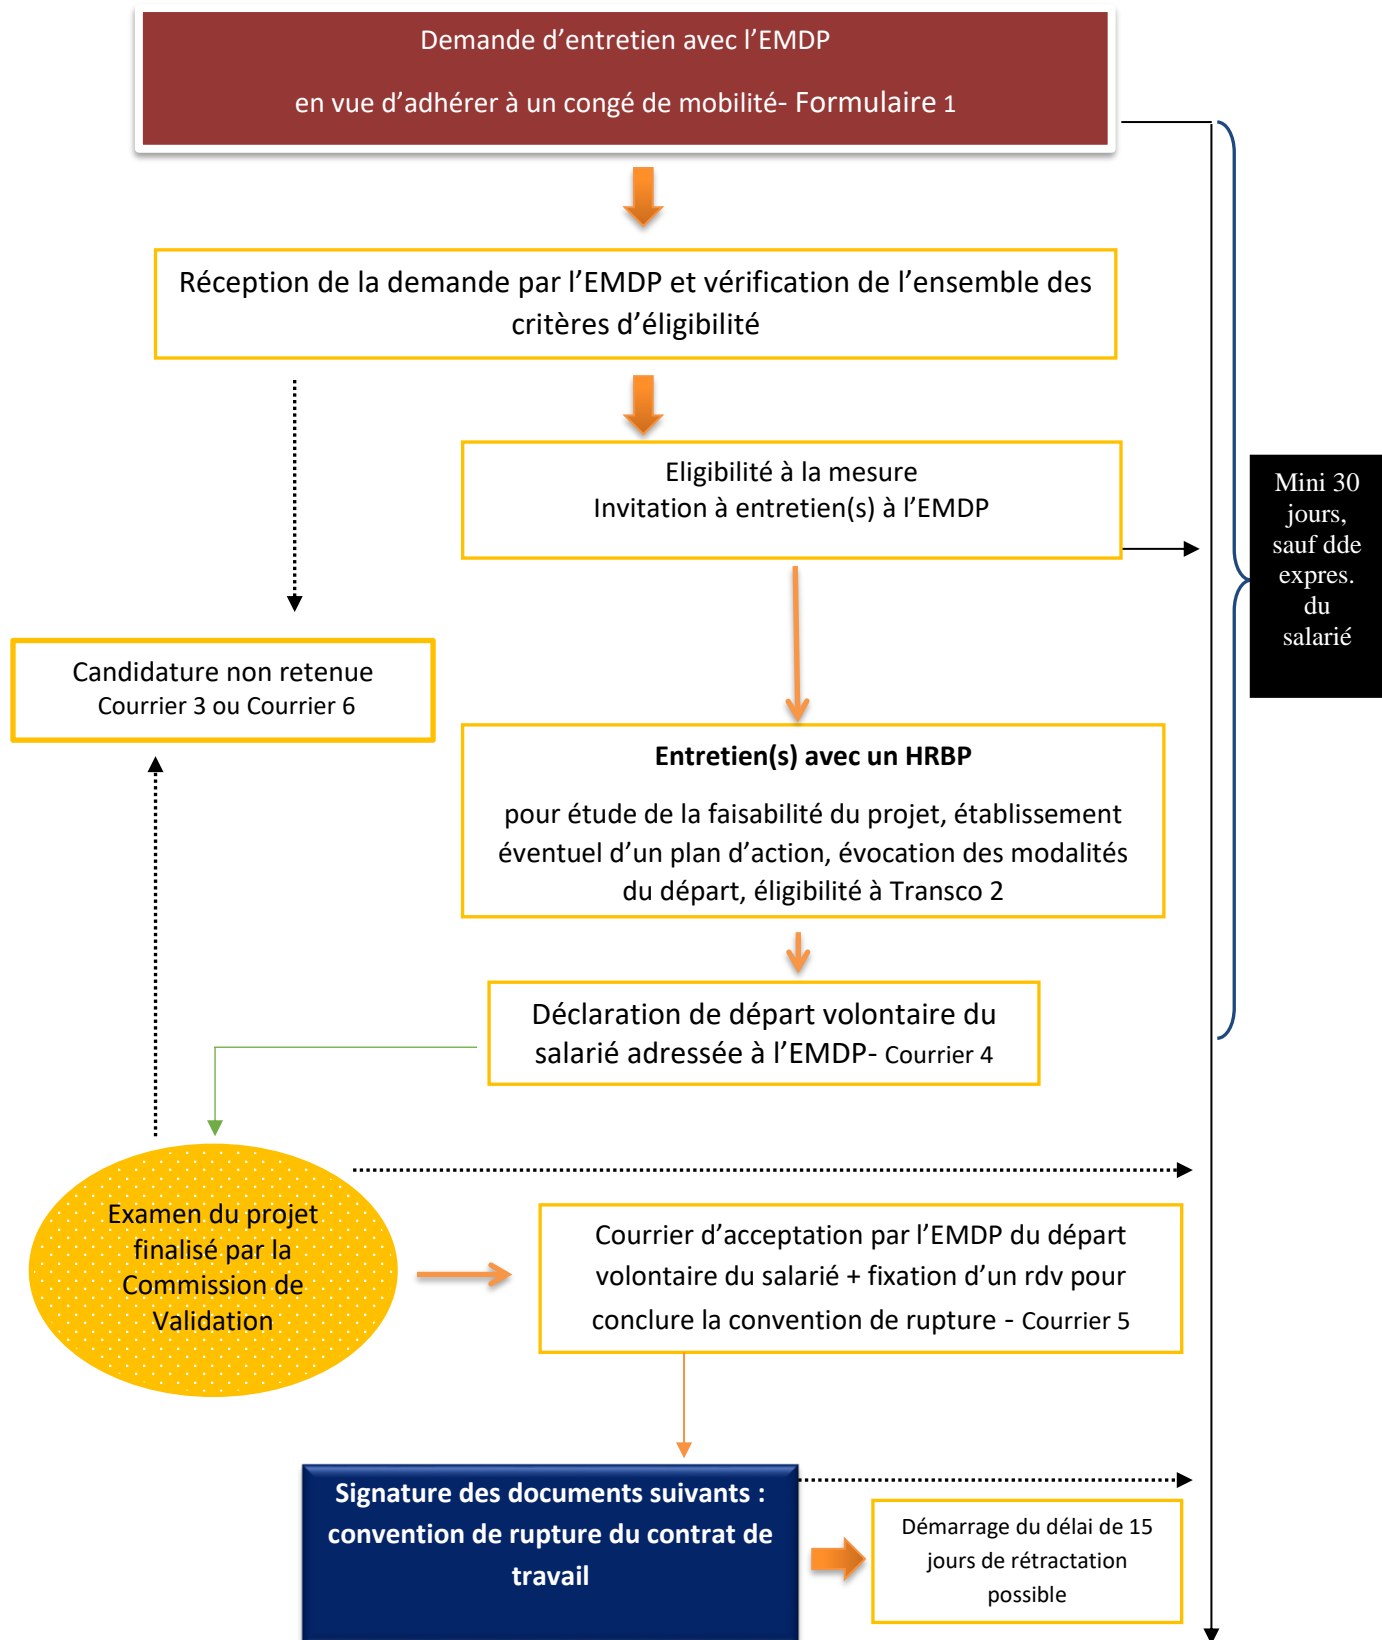 Demande d’entretien avec l’EMDP
en vue d’adhérer à un congé de mobilité- Formulaire 1
Réception de la demande par l’EMDP et vérification de l’ensemble des
critères d’éligibilité
Eligibilité à la mesure
Invitation à entretien(s) à l’EMDP
Mini 30
jours,
sauf dde
expres.
du
salarié
Candidature non retenue
Courrier 3 ou Courrier 6
Entretien(s) avec un HRBP
pour étude de la faisabilité du projet, établissement
éventuel d’un plan d’action, évocation des modalités
du départ, éligibilité à Transco 2
Déclaration de départ volontaire du
salarié adressée à l’EMDP- Courrier 4
Examen du projet
finalisé par la
Commission de
Validation
Courrier d’acceptation par l’EMDP du départ
volontaire du salarié + fixation d’un rdv pour
conclure la convention de rupture - Courrier 5
Signature des documents suivants :
convention de rupture du contrat de
travail
Démarrage du délai de 15
jours de rétractation
possible